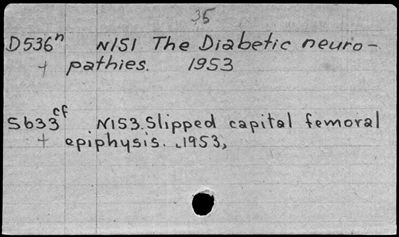 35
D536ⁿ N151 The Diabetic neuro-
+ pathies. 1953
S633ᶜᶠ N153. Slipped capital femoral
+ epiphysis. 1953,